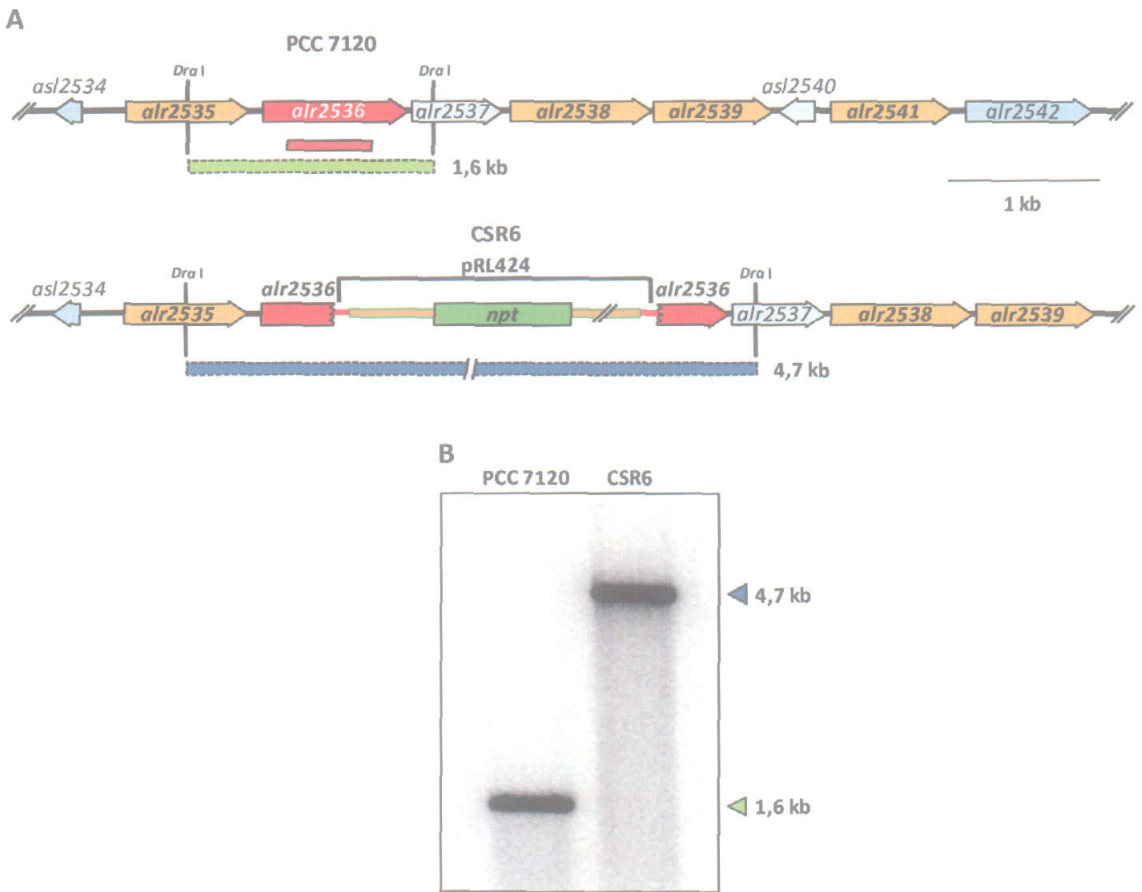 A
PCC 7120
asl2534
Dra I
Dra I
asl2540
alr2535
alr2536
alr2537
alr2538
alr2539
alr2541
alr2542
1,6 kb
1 kb
CSR6
pRL424
asl2534
Dra I
alr2536
alr2536
Dra I
alr2535
npt
alr2537
alr2538
alr2539
4,7 kb
B
PCC 7120
CSR6
4,7 kb
1,6 kb